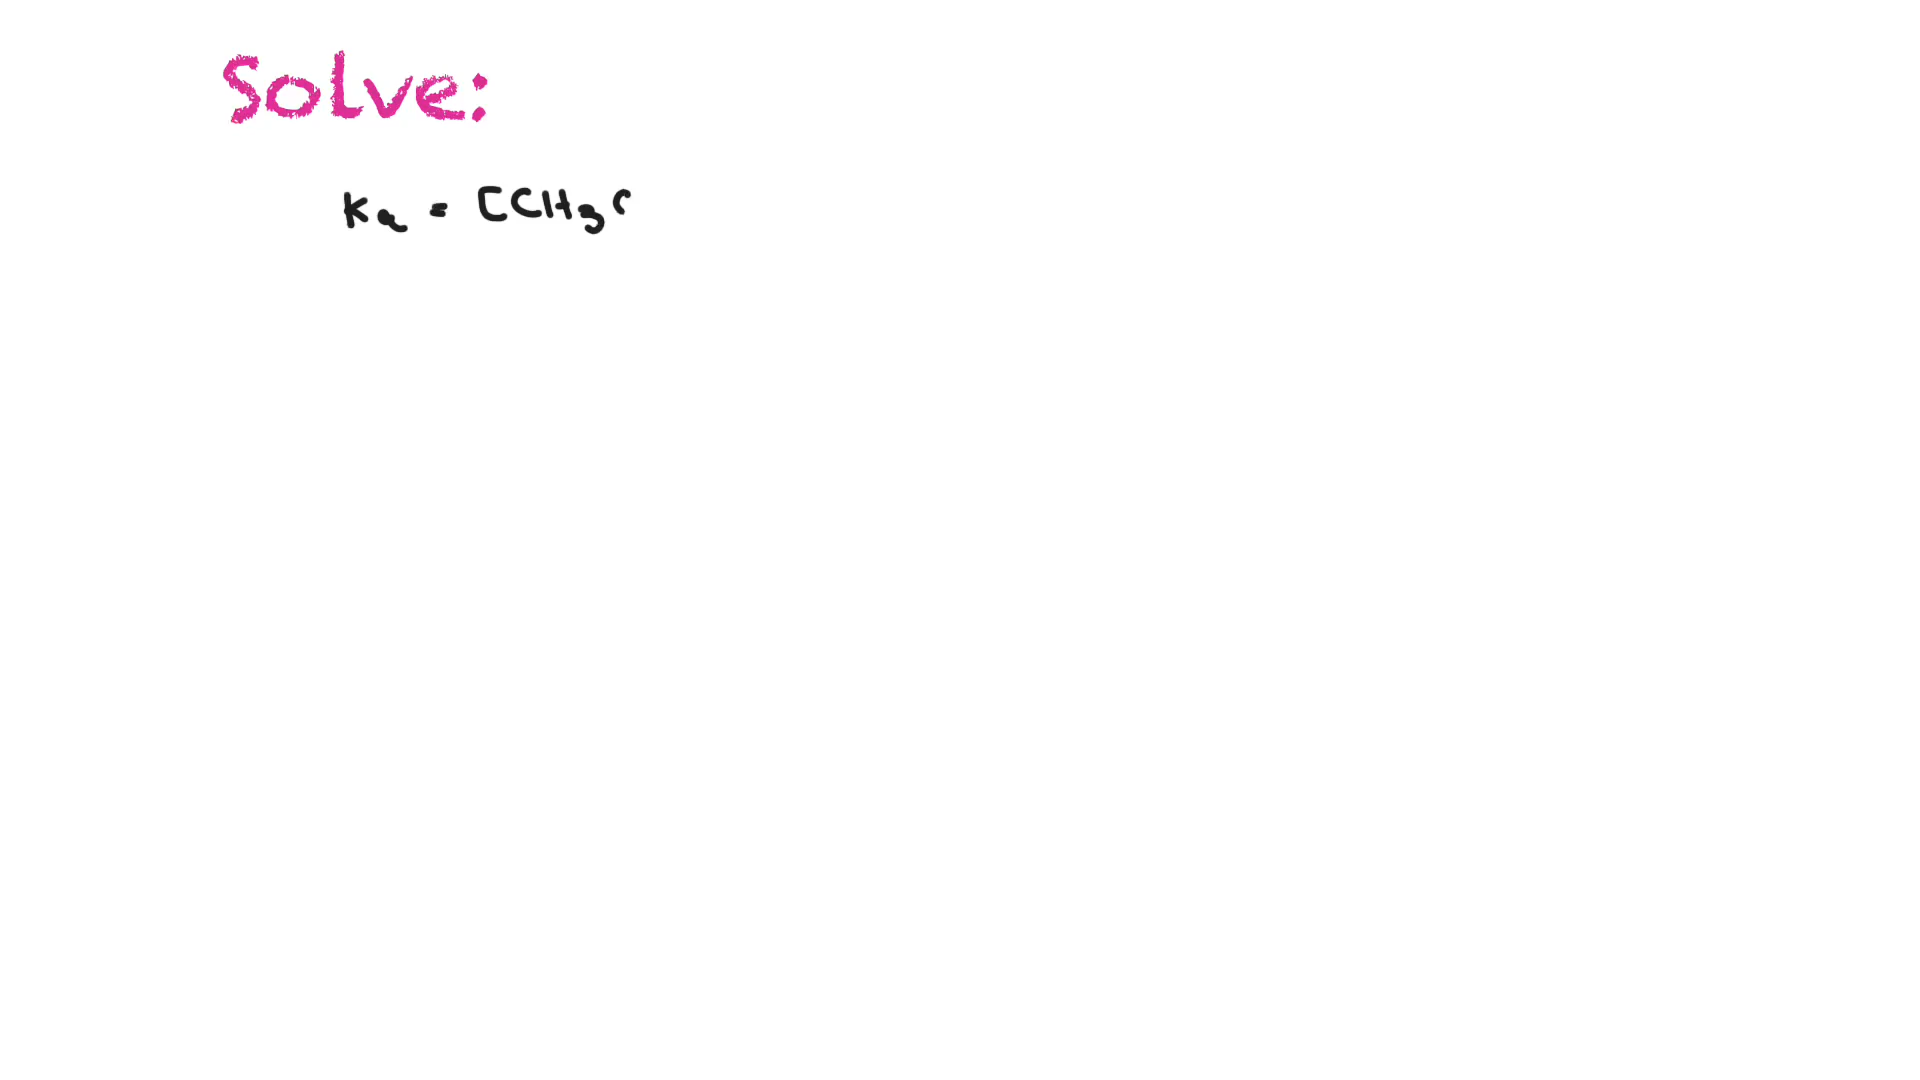 Solve:
Ka = [CH3C